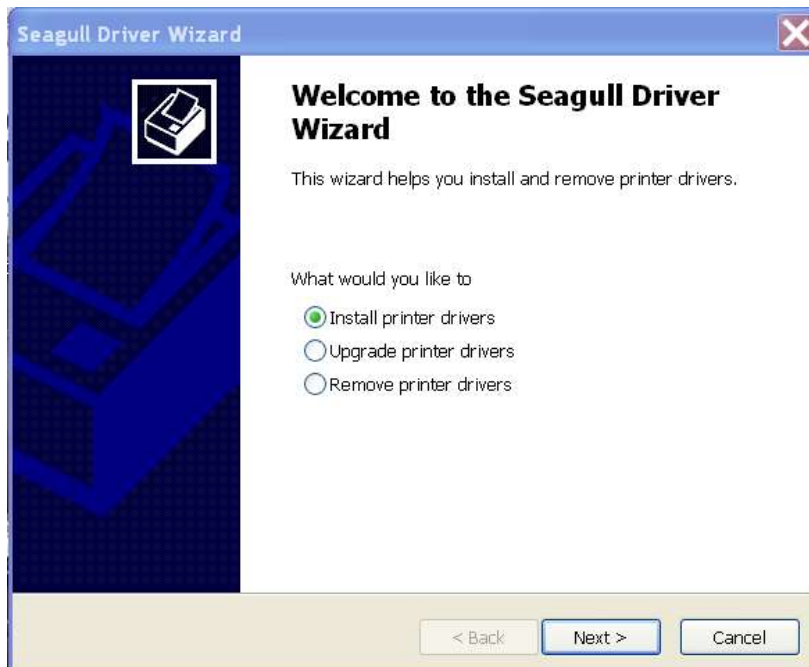 Seagull Driver Wizard
Welcome to the Seagull Driver
Wizard
This wizard helps you install and remove printer drivers.
What would you like to
Install printer drivers
Upgrade printer drivers
Remove printer drivers
< Back
Next >
Cancel